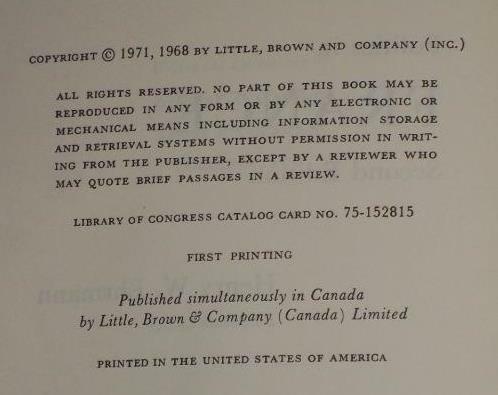 COPYRIGHT © 1971, 1968 BY LITTLE, BROWN AND COMPANY (INC.)
ALL RIGHTS RESERVED. NO PART OF THIS BOOK MAY BE
REPRODUCED IN ANY FORM OR BY ANY ELECTRONIC OR
MECHANICAL MEANS INCLUDING INFORMATION STORAGE
AND RETRIEVAL SYSTEMS WITHOUT PERMISSION IN WRIT-
ING FROM THE PUBLISHER, EXCEPT BY A REVIEWER WHO
MAY QUOTE BRIEF PASSAGES IN A REVIEW.
LIBRARY OF CONGRESS CATALOG CARD NO. 75-152815
FIRST PRINTING
Published simultaneously in Canada
by Little, Brown & Company (Canada) Limited
PRINTED IN THE UNITED STATES OF AMERICA